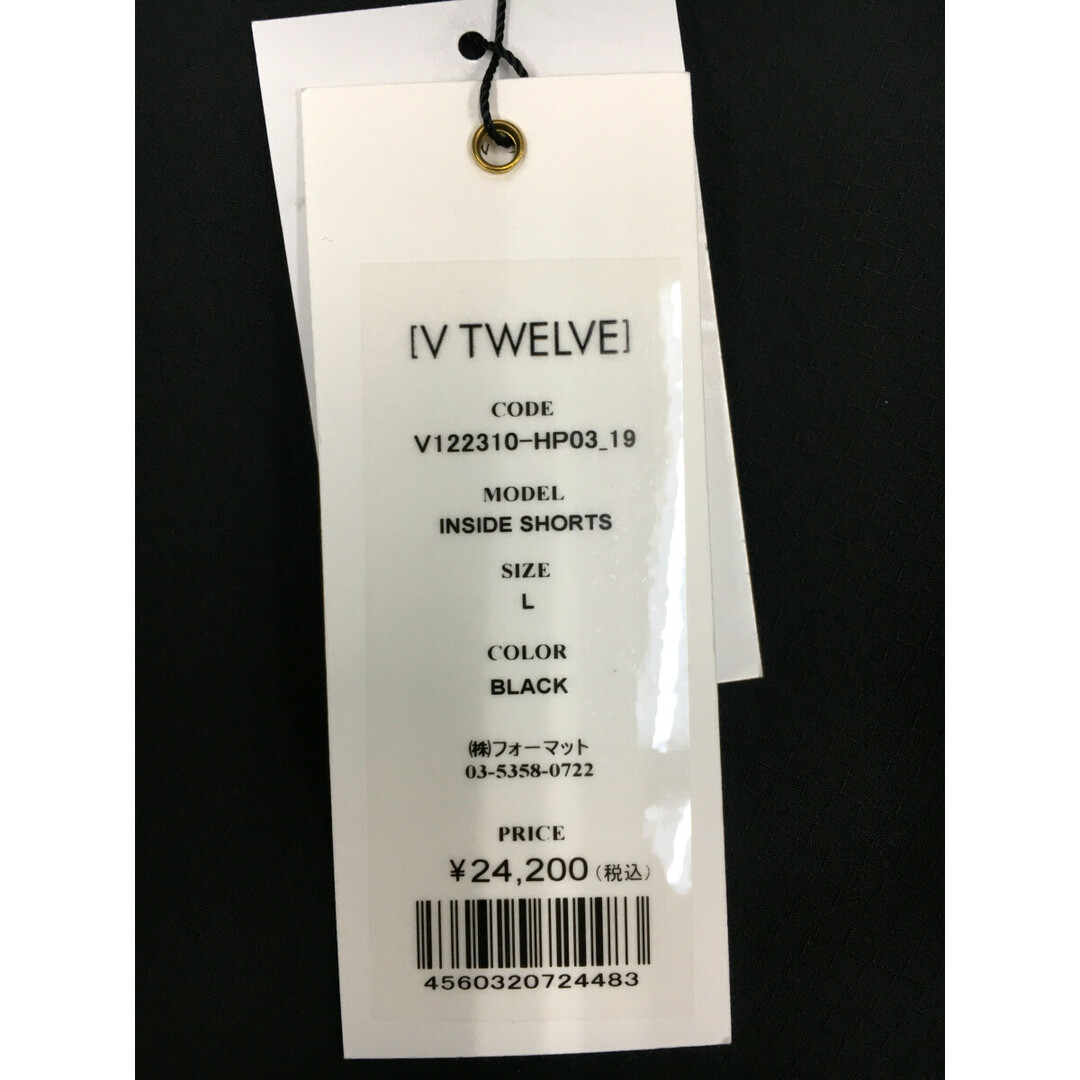 [V TWELVE]
CODE
V122310-HP03_19
MODEL
INSIDE SHORTS
SIZE
L
COLOR
BLACK
㈱フォーマット
03-5358-0722
PRICE
¥24,200(税込)
4560320724483